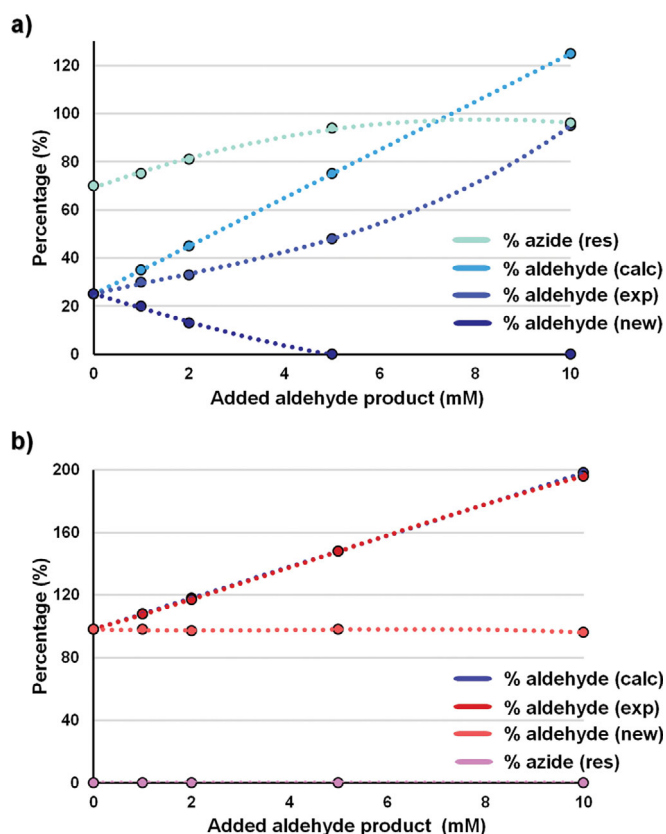 a)
120
100
80
60
40
20
0
Percentage (%)
% azide (res)
% aldehyde (calc)
% aldehyde (exp)
% aldehyde (new)
0 2 4 6 8 10
Added aldehyde product (mM)
b)
200
160
120
80
40
0
Percentage (%)
% aldehyde (calc)
% aldehyde (exp)
% aldehyde (new)
% azide (res)
0 2 4 6 8 10
Added aldehyde product (mM)